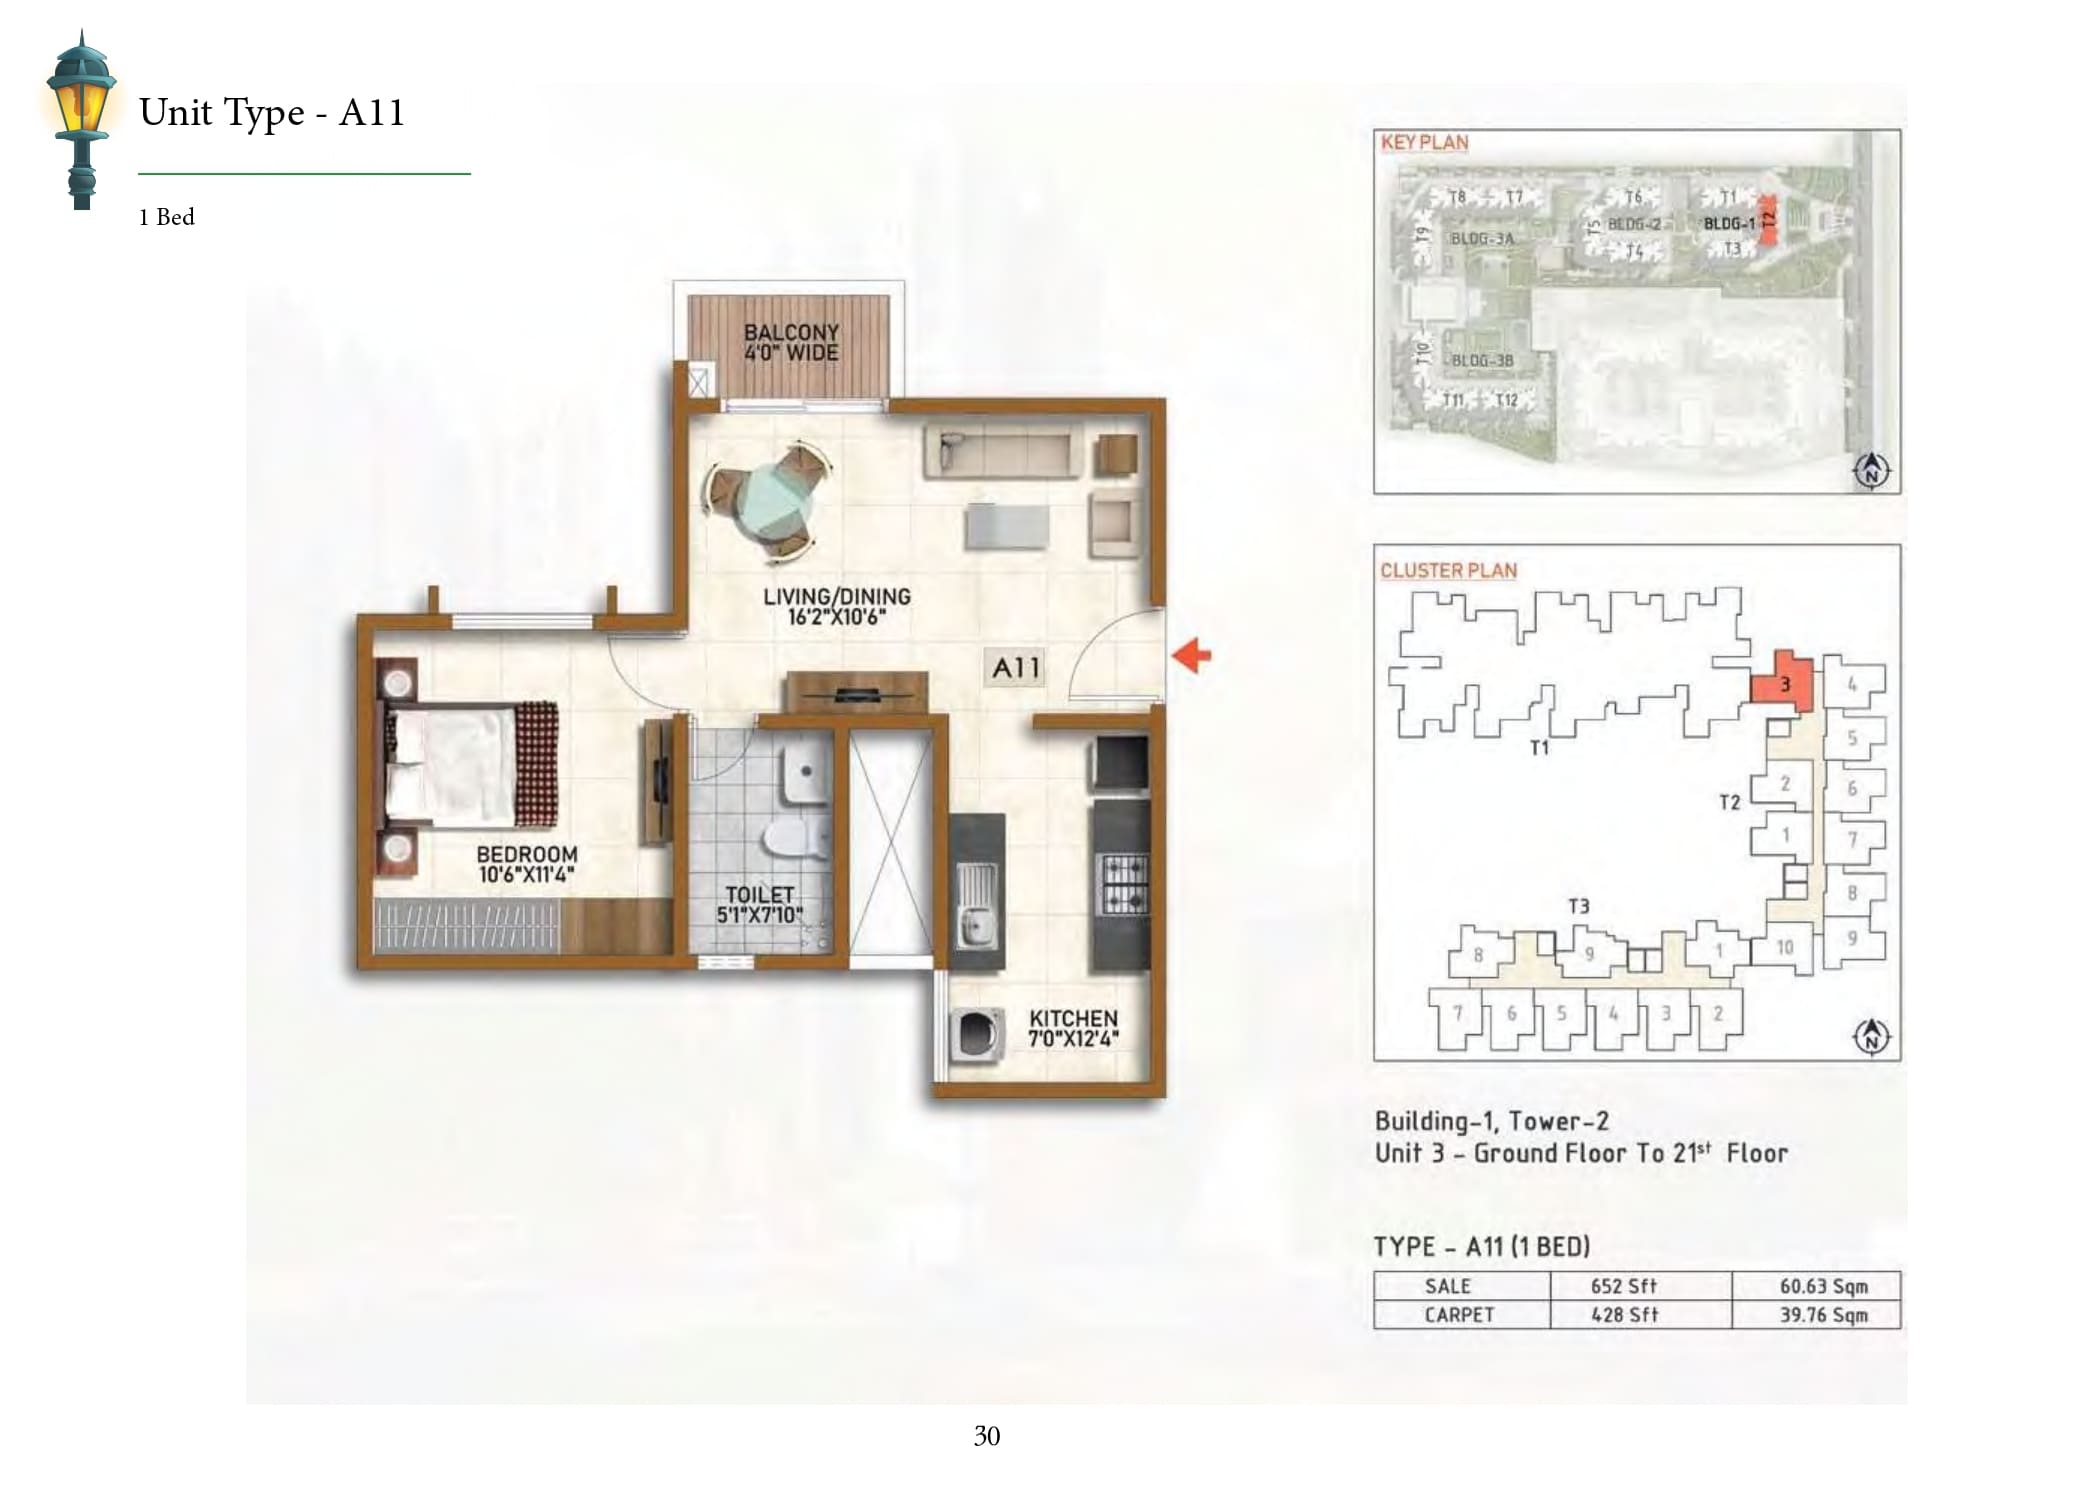 Unit Type - A11
1 Bed
BALCONY
4'0" WIDE
LIVING/DINING
16'2"X10'6"
A11
BEDROOM
10'6"X11'4"
TOILET
5'1"X7'10"
KITCHEN
7'0"X12'4"
KEY PLAN
T8
T7
T6
T1
T9
BLDG-3A
T5
BLDG-2
T4
BLDG-1
T2
T3
T10
BLDG-3B
T11
T12
N
CLUSTER PLAN
3
4
5
T1
2
6
T2
1
7
8
T3
8
9
1
10
9
7
6
5
4
3
2
N
Building-1, Tower-2
Unit 3 - Ground Floor To 21st Floor
TYPE - A11 (1 BED)
SALE 652 Sft 60.63 Sqm
CARPET 428 Sft 39.76 Sqm
30